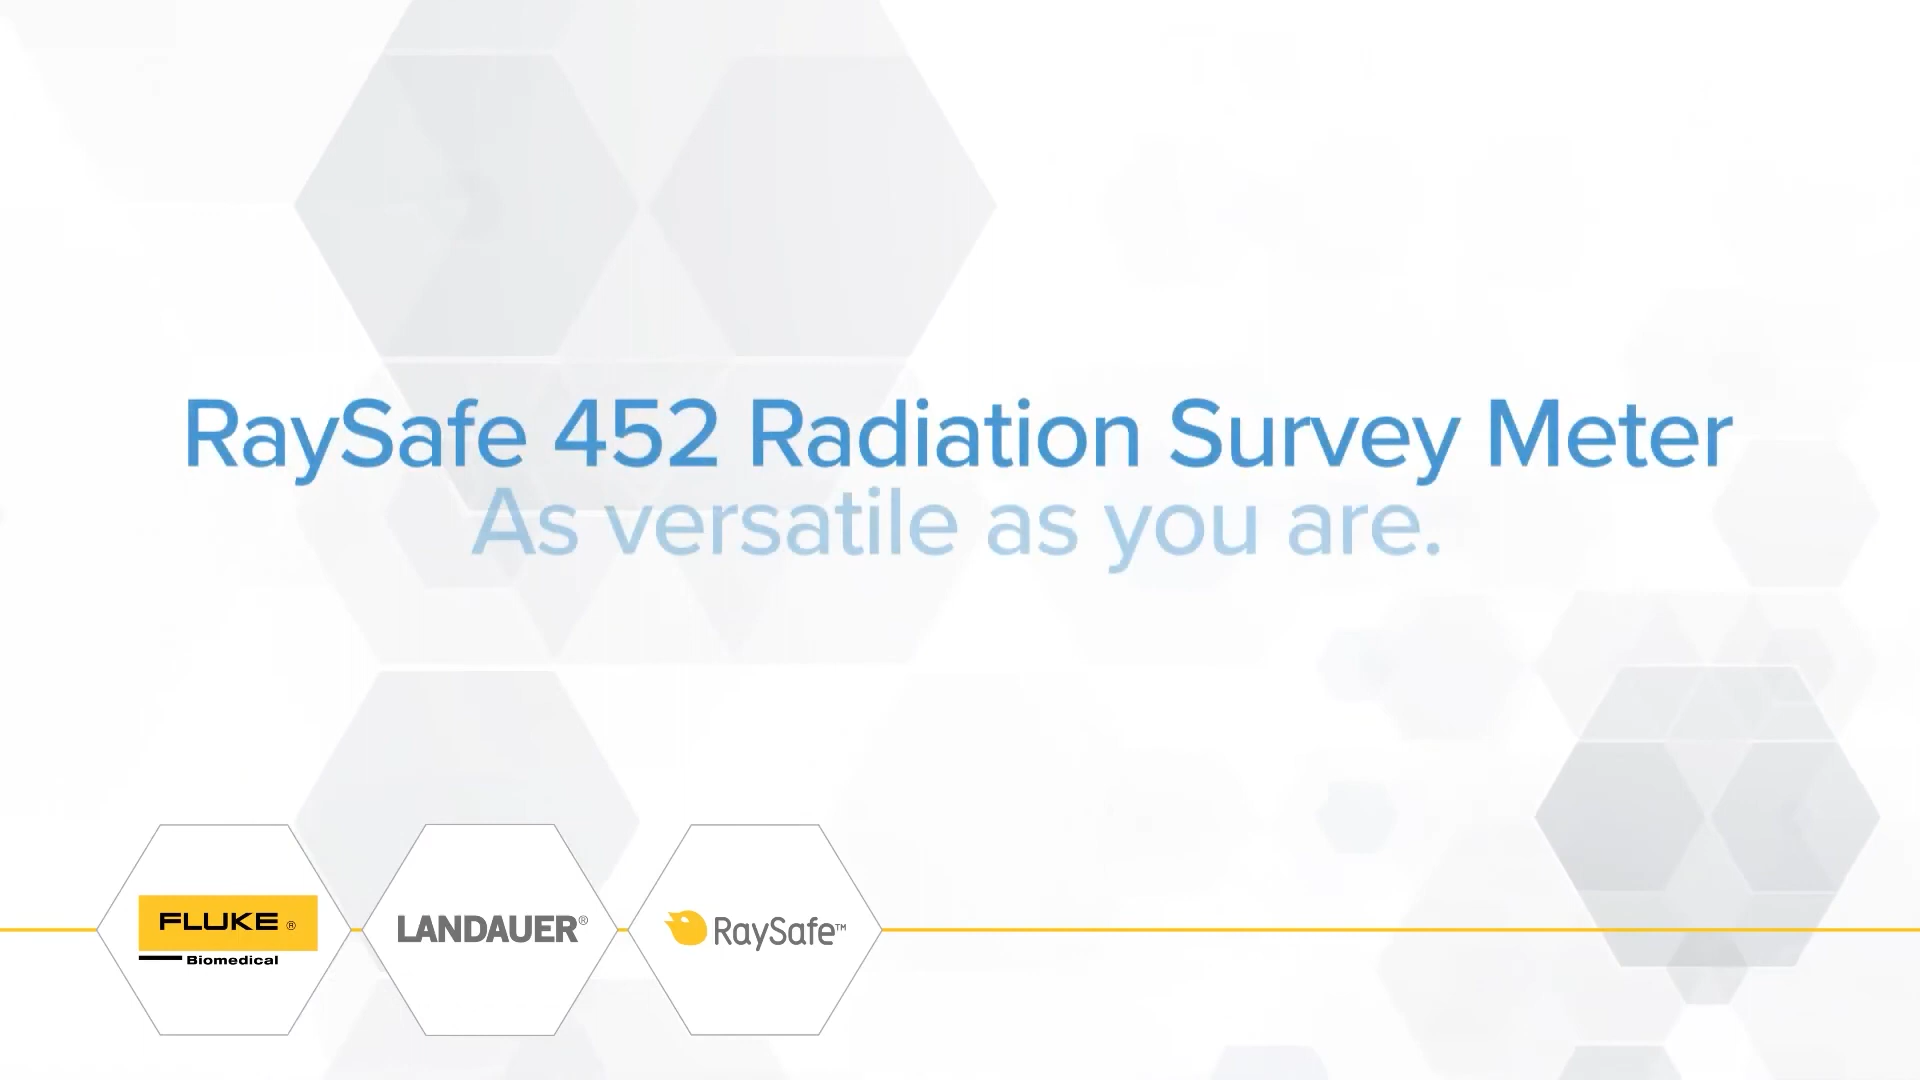 RaySafe 452 Radiation Survey Meter
As versatile as you are.
FLUKE ®
Biomedical
LANDAUER®
RaySafe™